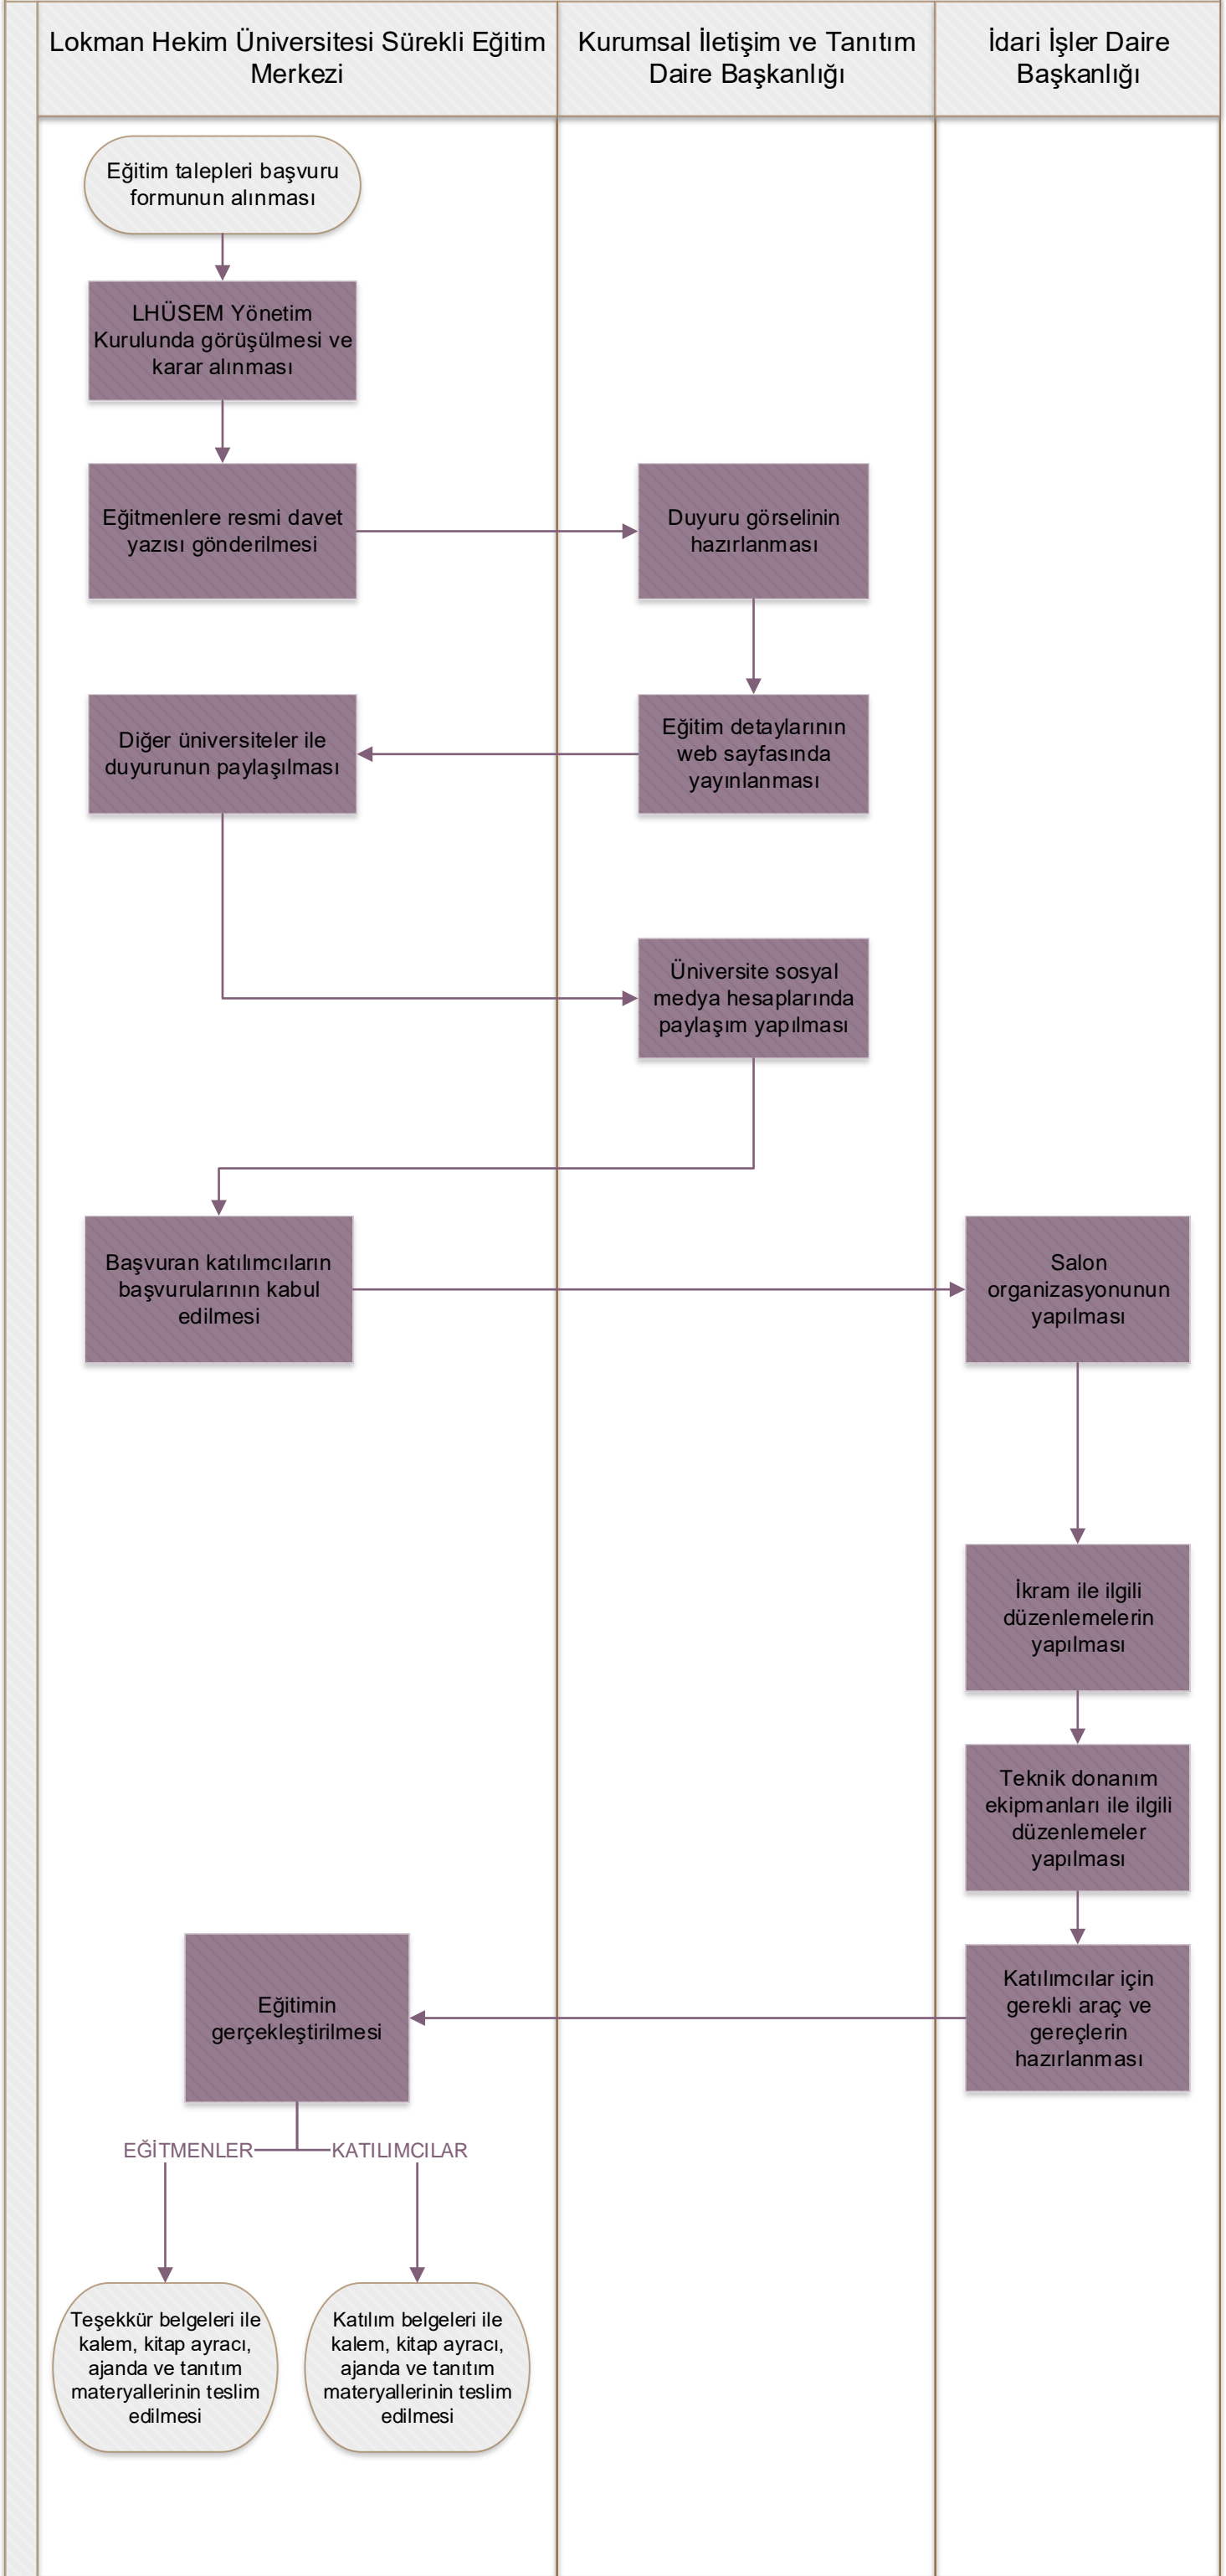 Lokman Hekim Üniversitesi Sürekli Eğitim
Merkezi
Kurumsal İletişim ve Tanıtım
Daire Başkanlığı
İdari İşler Daire
Başkanlığı
Eğitim talepleri başvuru
formunun alınması
LHÜSEM Yönetim
Kurulunda görüşülmesi ve
karar alınması
Eğitmenlere resmi davet
yazısı gönderilmesi
Duyuru görselinin
hazırlanması
Eğitim detaylarının
web sayfasında
yayınlanması
Diğer üniversiteler ile
duyurunun paylaşılması
Üniversite sosyal
medya hesaplarında
paylaşım yapılması
Başvuran katılımcıların
başvurularının kabul
edilmesi
Salon
organizasyonunun
yapılması
İkram ile ilgili
düzenlemelerin
yapılması
Teknik donanım
ekipmanları ile ilgili
düzenlemeler
yapılması
Katılımcılar için
gerekli araç ve
gereçlerin
hazırlanması
Eğitimin
gerçekleştirilmesi
EĞİTMENLER
KATILIMCILAR
Teşekkür belgeleri ile
kalem, kitap ayracı,
ajanda ve tanıtım
materyallerinin teslim
edilmesi
Katılım belgeleri ile
kalem, kitap ayracı,
ajanda ve tanıtım
materyallerinin teslim
edilmesi